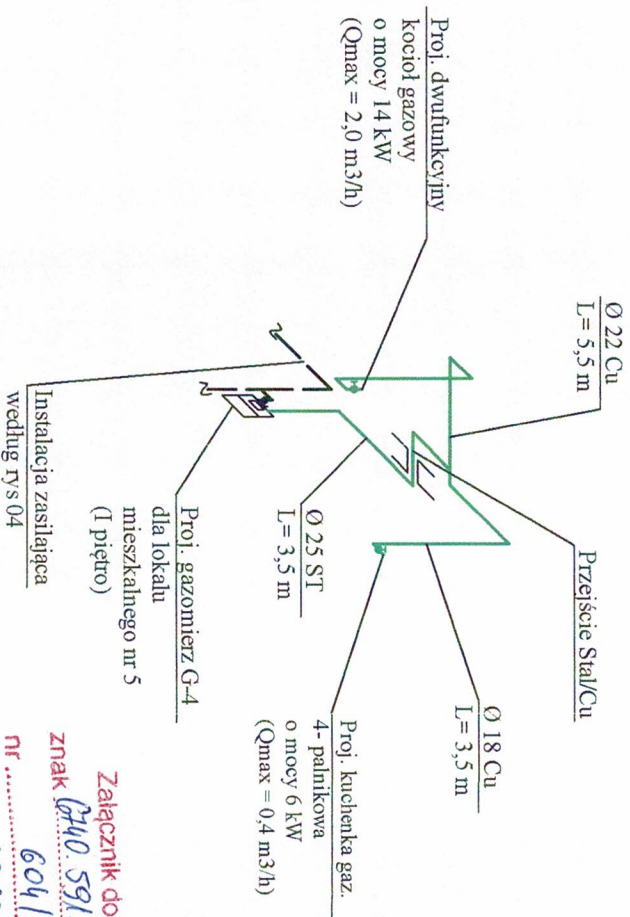 Proj. dwufunkcyjny
kocioł gazowy
o mocy 14 kW
(Qmax = 2,0 m3/h)
Ø 22 Cu
L= 5,5 m
Przejście Stal/Cu
Ø 18 Cu
L= 3,5 m
Ø 25 ST
L= 3,5 m
Proj. kuchenka gaz.
4- palnikowa
o mocy 6 kW
(Qmax = 0,4 m3/h)
Proj. gazomierz G-4
dla lokalu
mieszkalnego nr 5
(I piętro)
Instalacja zasilająca
według rys 04
Załącznik do
znak 6740.591
nr ............ 604/